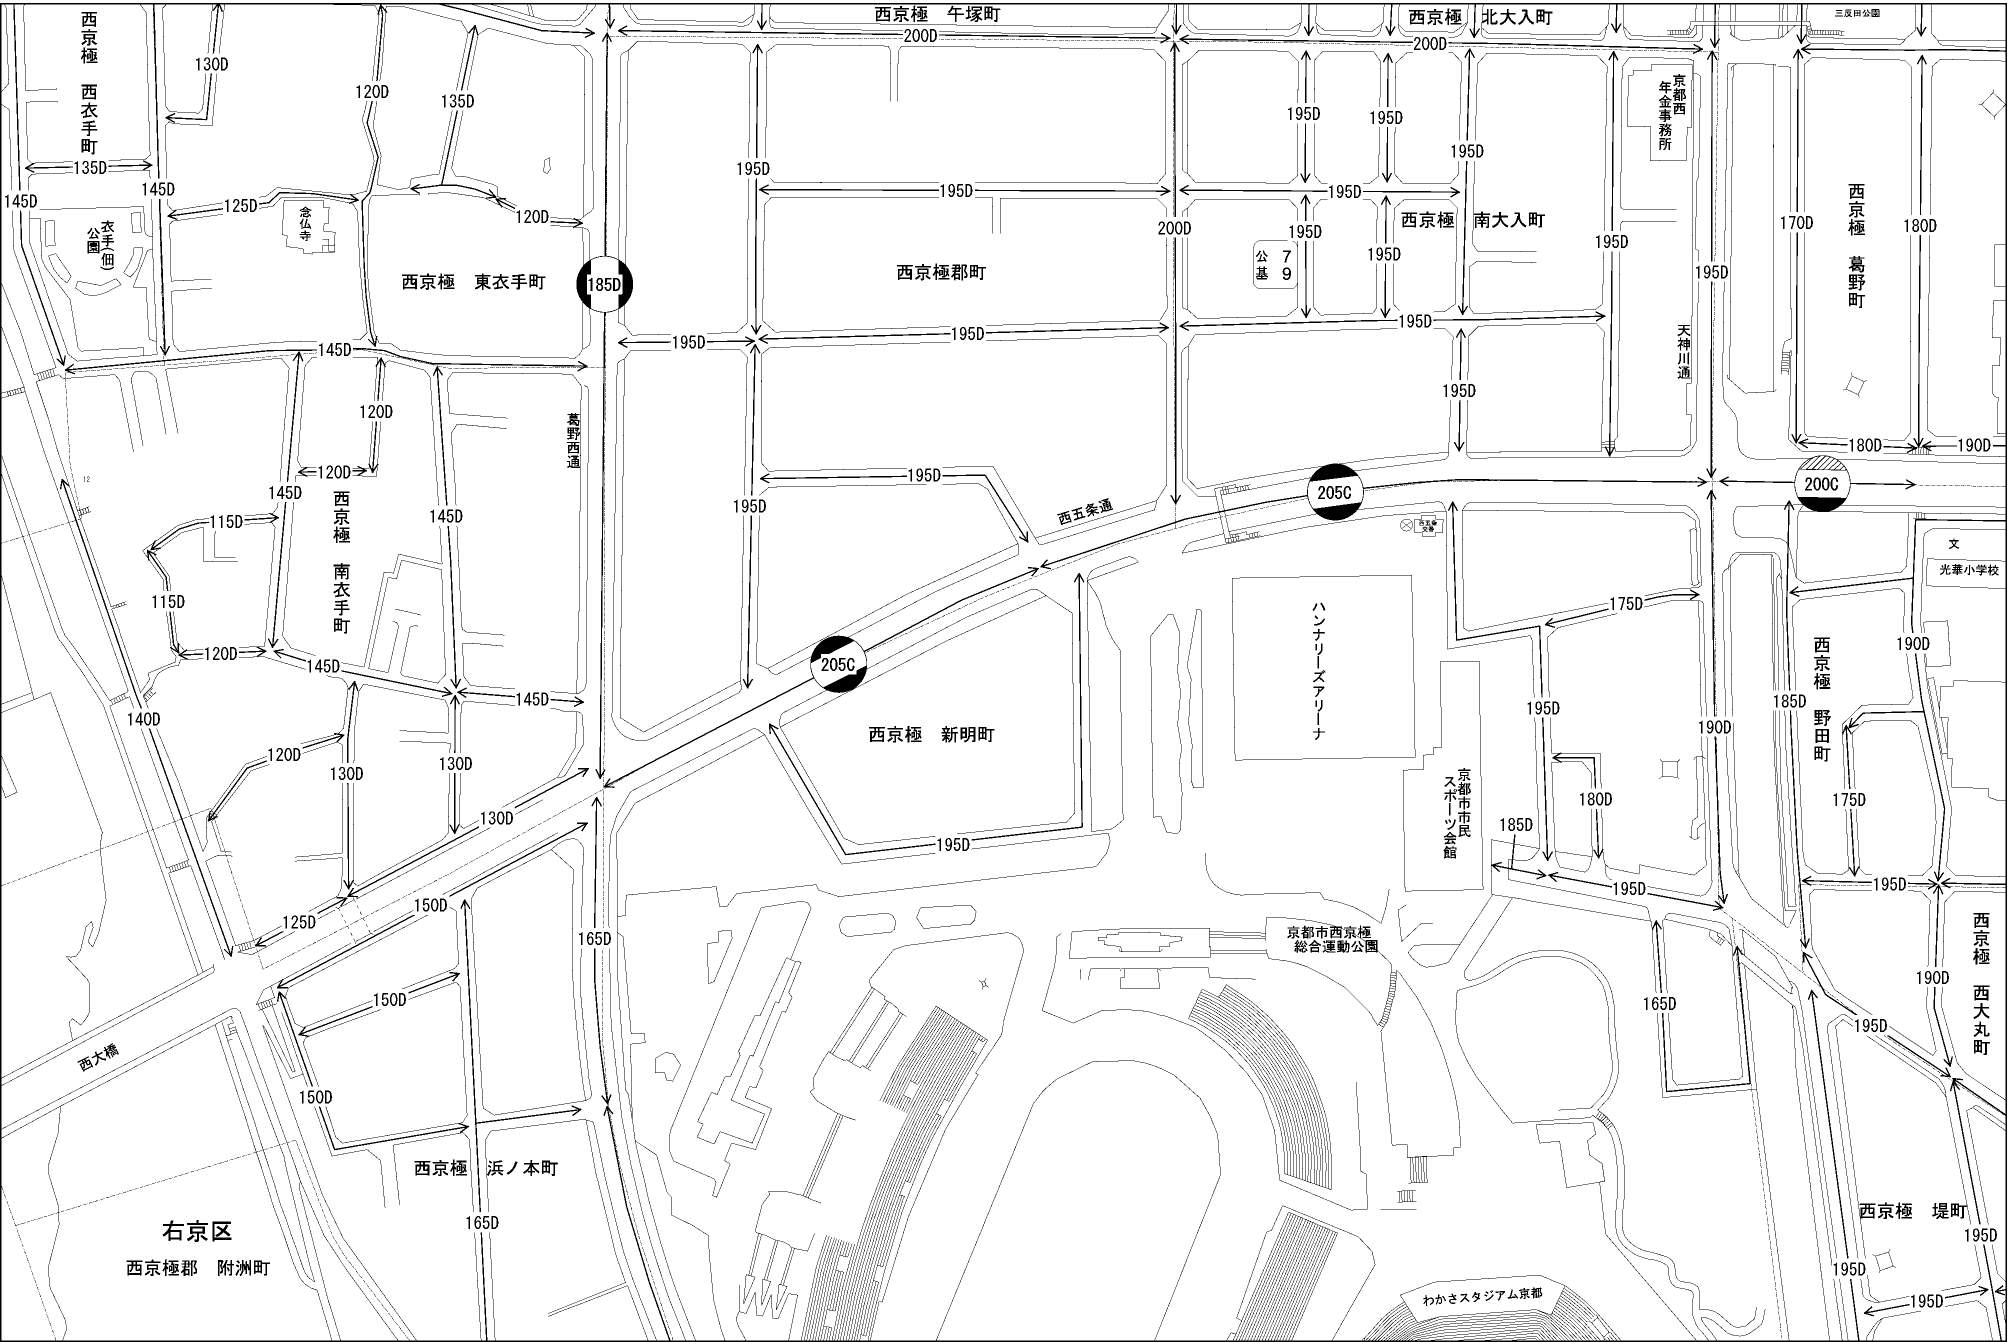 西京極　午塚町
西京極　北大入町
三反田公園
200D
200D
西京極　西衣手町
130D
120D
135D
京都西
年金事務所
195D
195D
195D
135D
145D
195D
145D
125D
念仏寺
120D
195D
195D
西京極　南大入町
170D
180D
西京極　葛野町
衣手(佃)
公園
200D
195D
195D
195D
195D
公基
79
西京極　東衣手町
185D
西京極郡町
195D
145D
195D
195D
195D
天神川通
195D
120D
葛野西通
12
120D
145D
195D
西五条通
205C
200C
180D
190D
115D
西京極　南衣手町
145D
195D
西五条
交番
文
光華小学校
115D
175D
ハンナリーズアリーナ
120D
145D
205C
190D
西京極　野田町
145D
140D
120D
130D
130D
西京極　新明町
195D
190D
185D
京都市市民
スポーツ会館
180D
175D
130D
195D
185D
195D
195D
125D
150D
165D
京都市西京極
総合運動公園
西京極　西大丸町
150D
165D
190D
195D
西大橋
150D
西京極　浜ノ本町
165D
右京区
西京極郡　附洲町
西京極　堤町
195D
195D
195D
わかさスタジアム京都